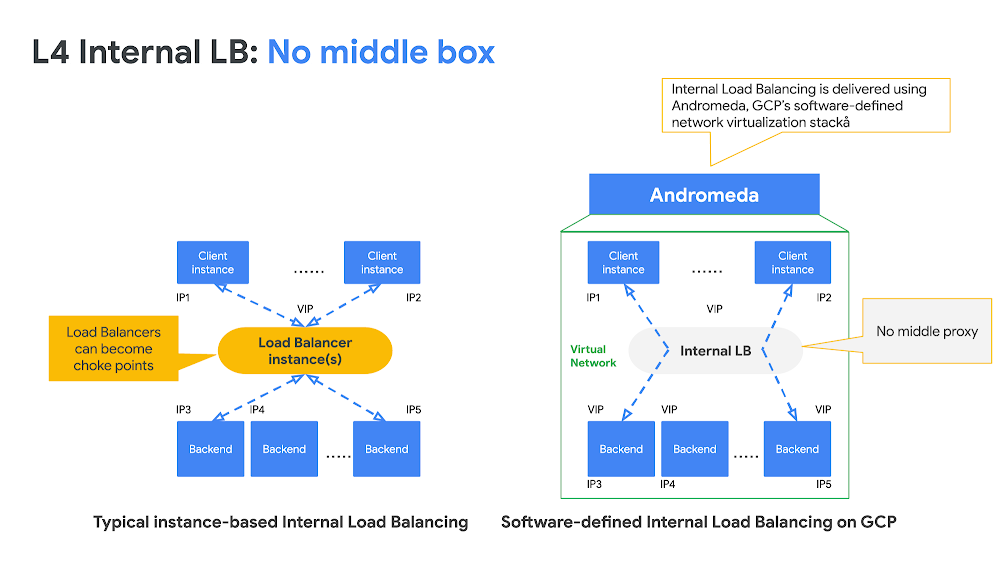 L4 Internal LB: No middle box
Internal Load Balancing is delivered using
Andromeda, GCP's software-defined
network virtualization stackå
Andromeda
Client
instance
......
Client
instance
IP1
VIP
IP2
Load Balancers
can become
choke points
Load Balancer
instance(s)
IP3
IP4
IP5
Backend
Backend
.....
Backend
Typical instance-based Internal Load Balancing
Client
instance
......
Client
instance
IP1
VIP
IP2
No middle proxy
Virtual
Network
Internal LB
VIP
VIP
VIP
Backend
Backend
.....
Backend
IP3
IP4
IP5
Software-defined Internal Load Balancing on GCP